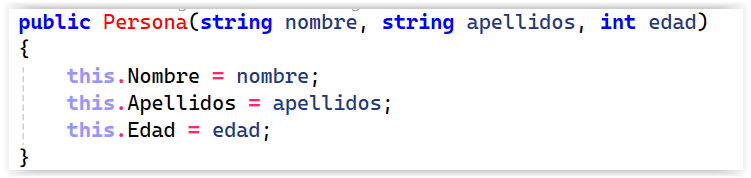 public Persona(string nombre, string apellidos, int edad)
{
    this.Nombre = nombre;
    this.Apellidos = apellidos;
    this.Edad = edad;
}